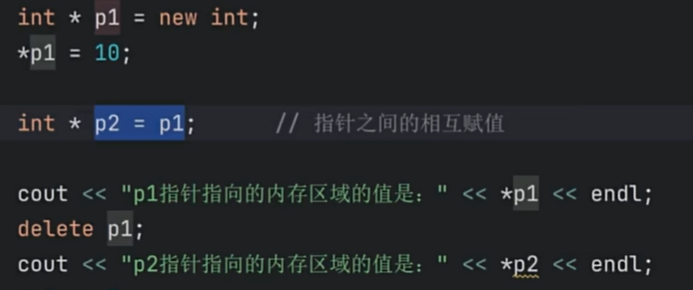 int * p1 = new int;
*p1 = 10;
int * p2 = p1;      // 指针之间的相互赋值
cout << "p1指针指向的内存区域的值是：" << *p1 << endl;
delete p1;
cout << "p2指针指向的内存区域的值是：" << *p2 << endl;